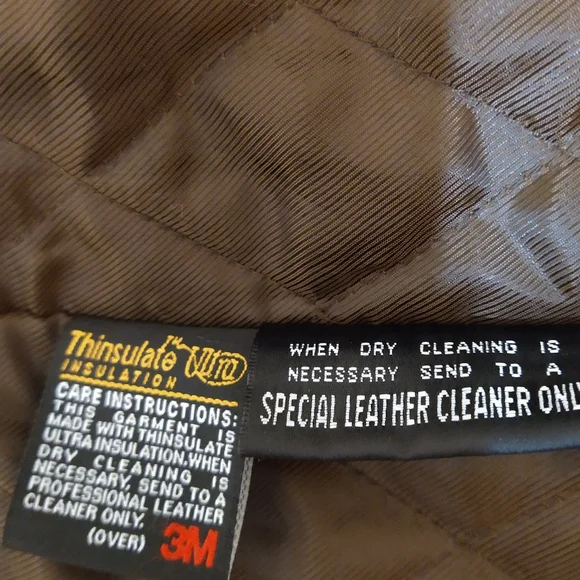 Thinsulate™ Ultra
INSULATION
CARE INSTRUCTIONS:
THIS GARMENT IS
MADE WITH THINSULATE
ULTRA INSULATION. WHEN
DRY CLEANING IS
NECESSARY, SEND TO A
PROFESSIONAL LEATHER
CLEANER ONLY.
(OVER) 3M
WHEN DRY CLEANING IS
NECESSARY SEND TO A
SPECIAL LEATHER CLEANER ONLY